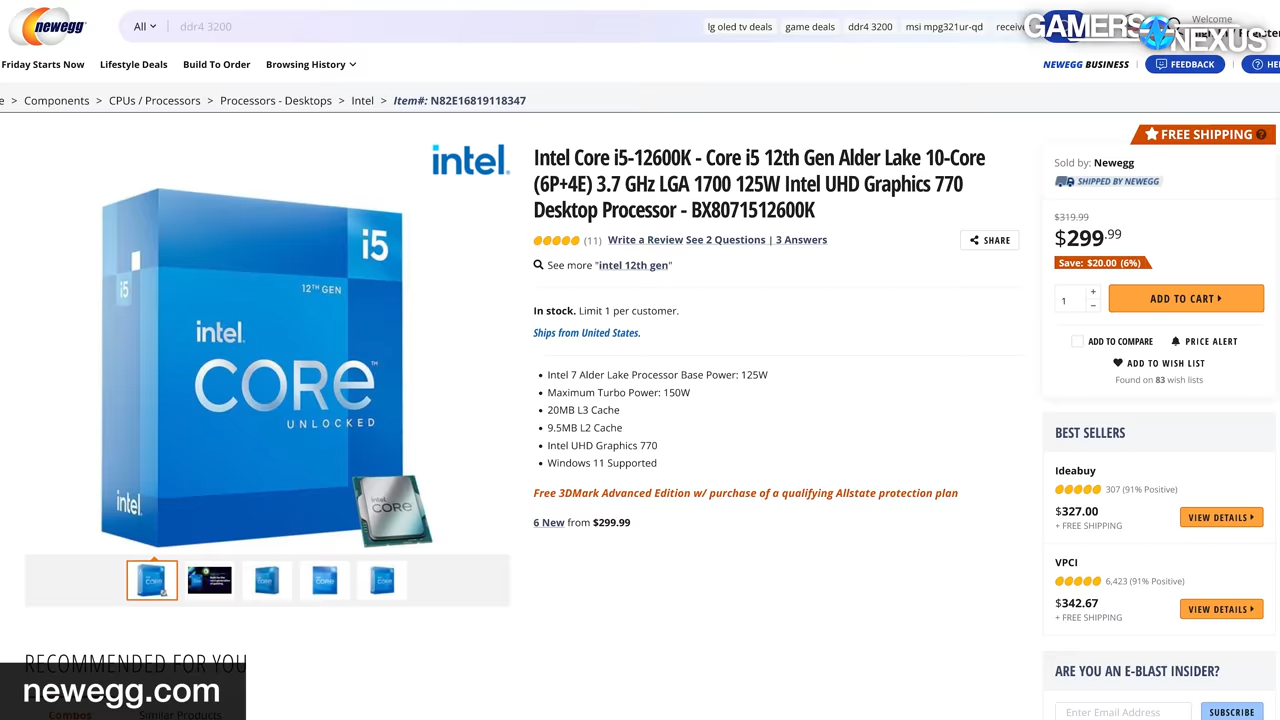 newegg
All
ddr4 3200
lg oled tv deals
game deals
ddr4 3200
msi mpg321ur-qd
GAMERS NEXUS
Welcome
Friday Starts Now
Lifestyle Deals
Build To Order
Browsing History
NEWEGG BUSINESS
FEEDBACK
e > Components > CPUs / Processors > Processors - Desktops > Intel > Item#: N82E16819118347
FREE SHIPPING
intel.
i5
i5
12TH GEN
intel.
CORE™
UNLOCKED
intel.
intel.
CORE
Intel Core i5-12600K - Core i5 12th Gen Alder Lake 10-Core
(6P+4E) 3.7 GHz LGA 1700 125W Intel UHD Graphics 770
Desktop Processor - BX8071512600K
(11) Write a Review See 2 Questions | 3 Answers
SHARE
See more "intel 12th gen"
In stock. Limit 1 per customer.
Ships from United States.
• Intel 7 Alder Lake Processor Base Power: 125W
• Maximum Turbo Power: 150W
• 20MB L3 Cache
• 9.5MB L2 Cache
• Intel UHD Graphics 770
• Windows 11 Supported
Free 3DMark Advanced Edition w/ purchase of a qualifying Allstate protection plan
6 New from $299.99
Sold by: Newegg
SHIPPED BY NEWEGG
$319.99
$299.99
Save: $20.00 (6%)
1
+
−
ADD TO CART
ADD TO COMPARE
PRICE ALERT
ADD TO WISH LIST
Found on 83 wish lists
BEST SELLERS
Ideabuy
307 (91% Positive)
$327.00
+ FREE SHIPPING
VIEW DETAILS
VPCI
6,423 (91% Positive)
$342.67
+ FREE SHIPPING
VIEW DETAILS
ARE YOU AN E-BLAST INSIDER?
Enter Email Address
SUBSCRIBE
RECOMMENDED FOR YOU
newegg.com
Combos
Similar Products